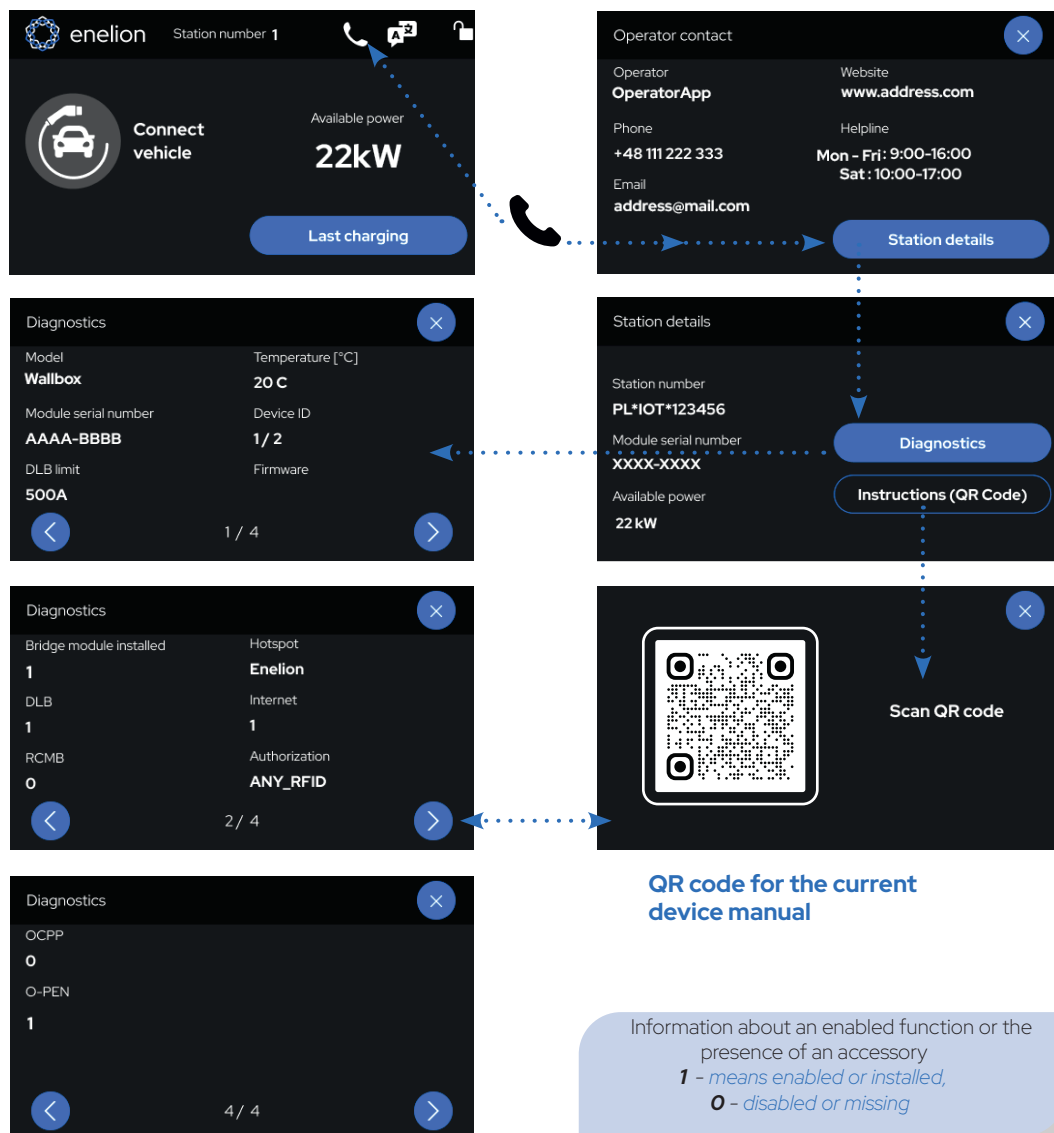 enelion
Station number 1
A
Connect
vehicle
Available power
22kW
Last charging
Operator contact
Operator
OperatorApp
Website
www.address.com
Phone
+48 111 222 333
Helpline
Mon - Fri: 9:00-16:00
Sat : 10:00-17:00
Email
address@mail.com
Station details
Diagnostics
Model
Wallbox
Temperature [°C]
20 C
Module serial number
AAAA-BBBB
Device ID
1 / 2
DLB limit
500A
Firmware
1 / 4
Station details
Station number
PL*IOT*123456
Module serial number
XXXX-XXXX
Available power
22 kW
Diagnostics
Instructions (QR Code)
Diagnostics
Bridge module installed
1
Hotspot
Enelion
DLB
1
Internet
1
RCMB
0
Authorization
ANY_RFID
2 / 4
Scan QR code
QR code for the current
device manual
Diagnostics
OCPP
0
O-PEN
1
4 / 4
Information about an enabled function or the
presence of an accessory
1 - means enabled or installed,
0 - disabled or missing